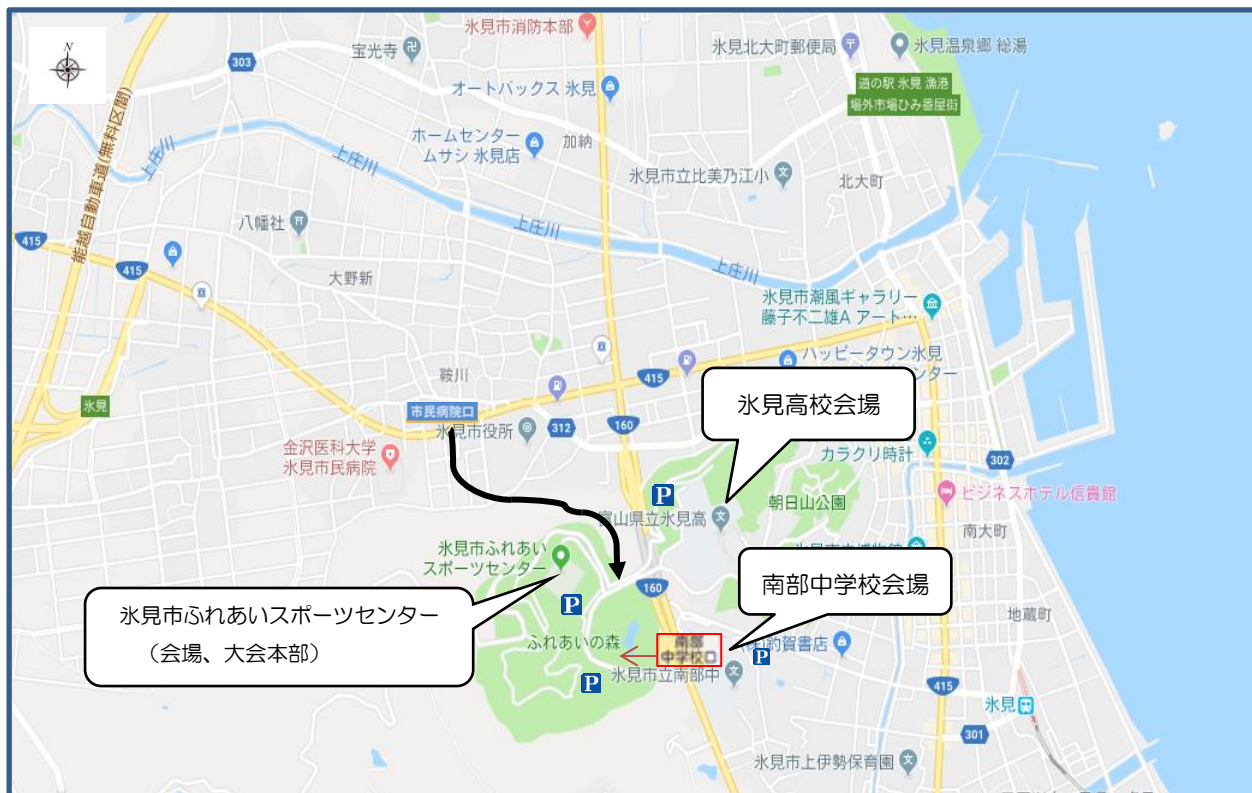 氷見市消防本部
N
303
宝光寺
氷見北大町郵便局
氷見温泉郷 総湯
道の駅 氷見 漁港
場外市場ひみ番屋街
オートバックス 氷見
能越自動車道(無料区間)
上庄川
ホームセンター
ムサシ 氷見店
加納
氷見市立比美乃江小
北大町
八幡社
上庄川
415
415
大野新
上庄川
氷見市潮風ギャラリー
藤子不二雄A アート…
ハッピータウン氷見
ンター
鞍川
415
氷見
市民病院口
氷見市役所
312
160
氷見高校会場
金沢医科大学
氷見市民病院
カラクリ時計
302
P
ビジネスホテル信貴館
朝日山公園
富山県立氷見高
南大町
氷見市ふれあい
スポーツセンター
160
南部中学校会場
氷見市ふれあいスポーツセンター
(会場、大会本部)
P
地蔵町
ふれあいの森
南部
中学校口
釣賀書店
P
氷見市立南部中
P
415
氷見
301
氷見市上伊勢保育園